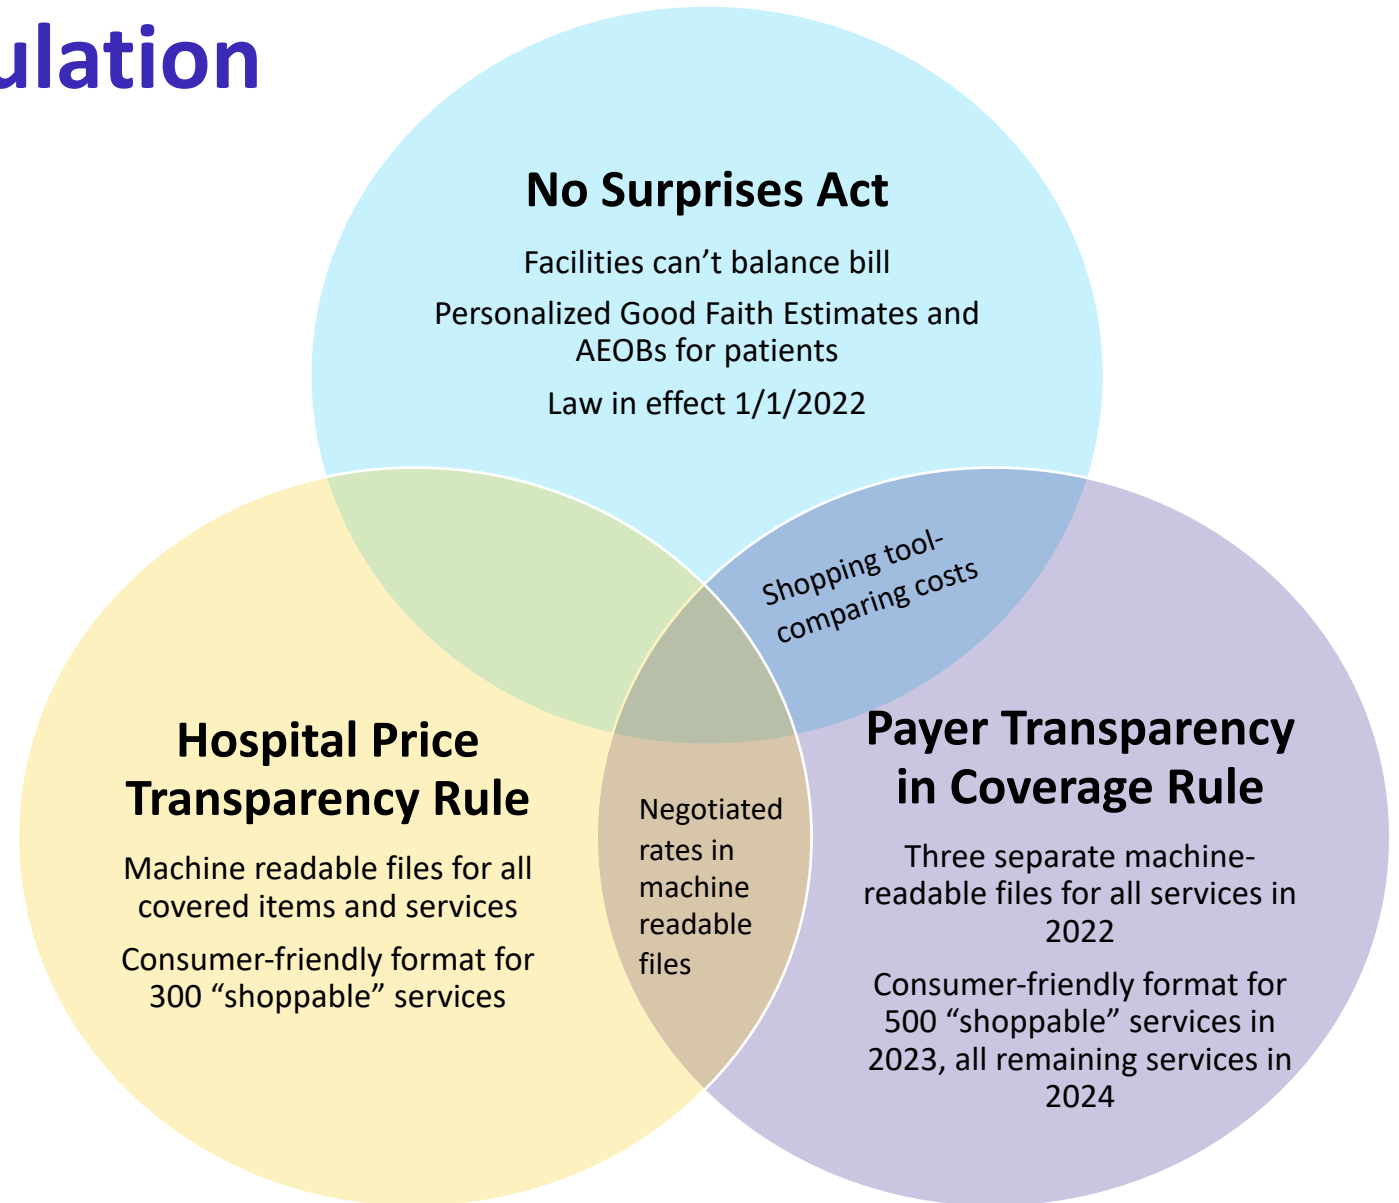 ulation
No Surprises Act
Facilities can’t balance bill
Personalized Good Faith Estimates and
AEOBs for patients
Law in effect 1/1/2022
Shopping tool-
comparing costs
Hospital Price
Transparency Rule
Machine readable files for all
covered items and services
Consumer-friendly format for
300 “shoppable” services
Negotiated
rates in
machine
readable
files
Payer Transparency
in Coverage Rule
Three separate machine-
readable files for all services in
2022
Consumer-friendly format for
500 “shoppable” services in
2023, all remaining services in
2024